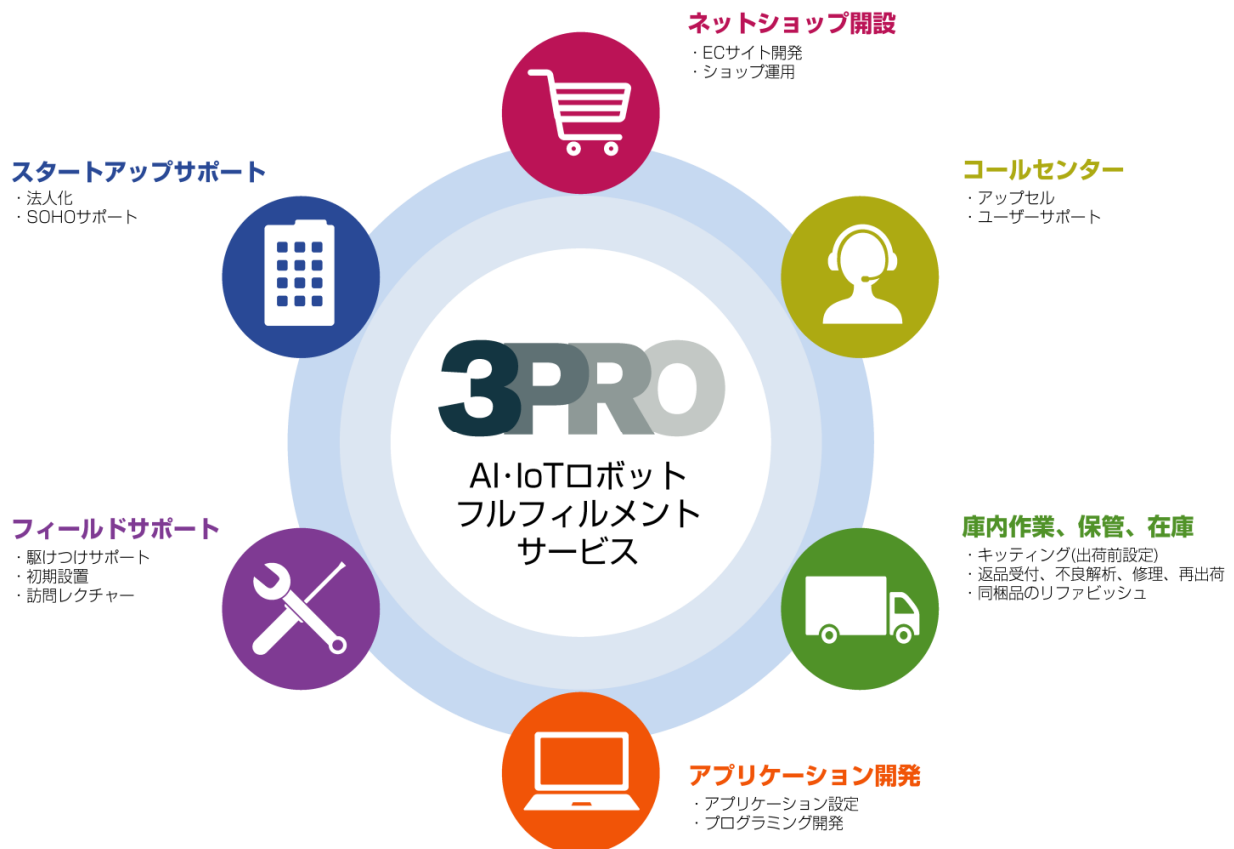 ネットショップ開設
・ECサイト開発
・ショップ運用
コールセンター
・アップセル
・ユーザーサポート
庫内作業、保管、在庫
・キッティング(出荷前設定)
・返品受付、不良解析、修理、再出荷
・同梱品のリファビッシュ
アプリケーション開発
・アプリケーション設定
・プログラミング開発
フィールドサポート
・駆けつけサポート
・初期設置
・訪問レクチャー
スタートアップサポート
・法人化
・SOHOサポート
3PRO
AI･IoTロボット
フルフィルメント
サービス